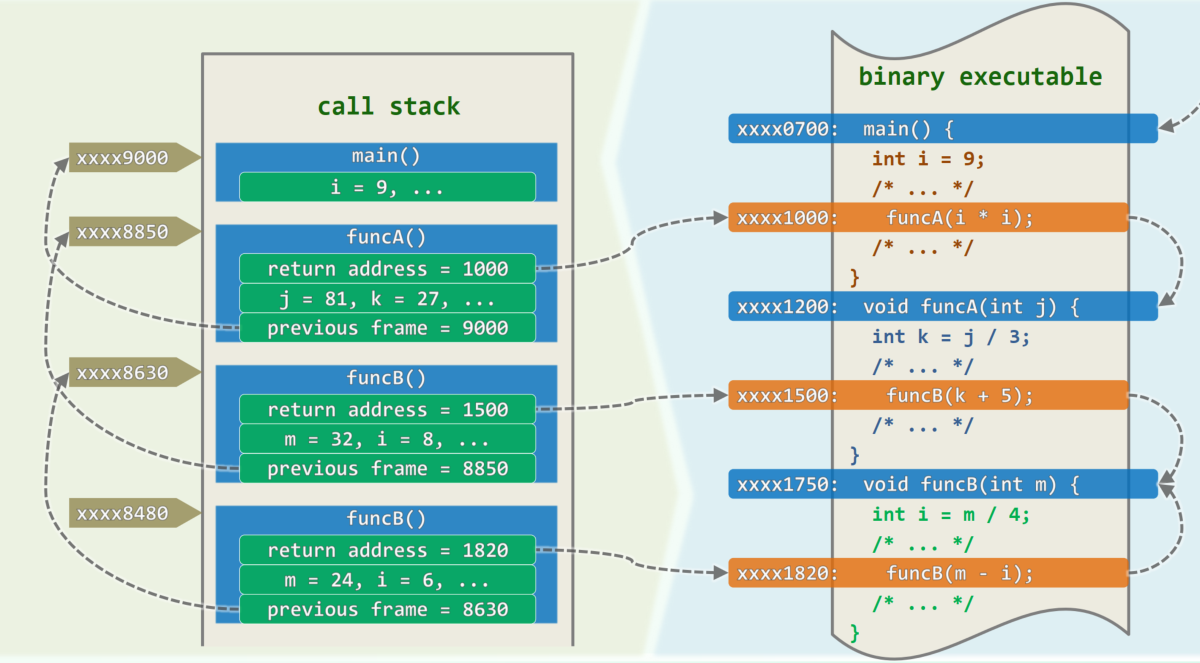 call stack
xxxx9000
main()
i = 9, ...
xxxx8850
funcA()
return address = 1000
j = 81, k = 27, ...
previous frame = 9000
xxxx8630
funcB()
return address = 1500
m = 32, i = 8, ...
previous frame = 8850
xxxx8480
funcB()
return address = 1820
m = 24, i = 6, ...
previous frame = 8630
binary executable
xxxx0700: main() {
int i = 9;
/* ... */
xxxx1000: funcA(i * i);
/* ... */
}
xxxx1200: void funcA(int j) {
int k = j / 3;
/* ... */
xxxx1500: funcB(k + 5);
/* ... */
}
xxxx1750: void funcB(int m) {
int i = m / 4;
/* ... */
xxxx1820: funcB(m - i);
/* ... */
}